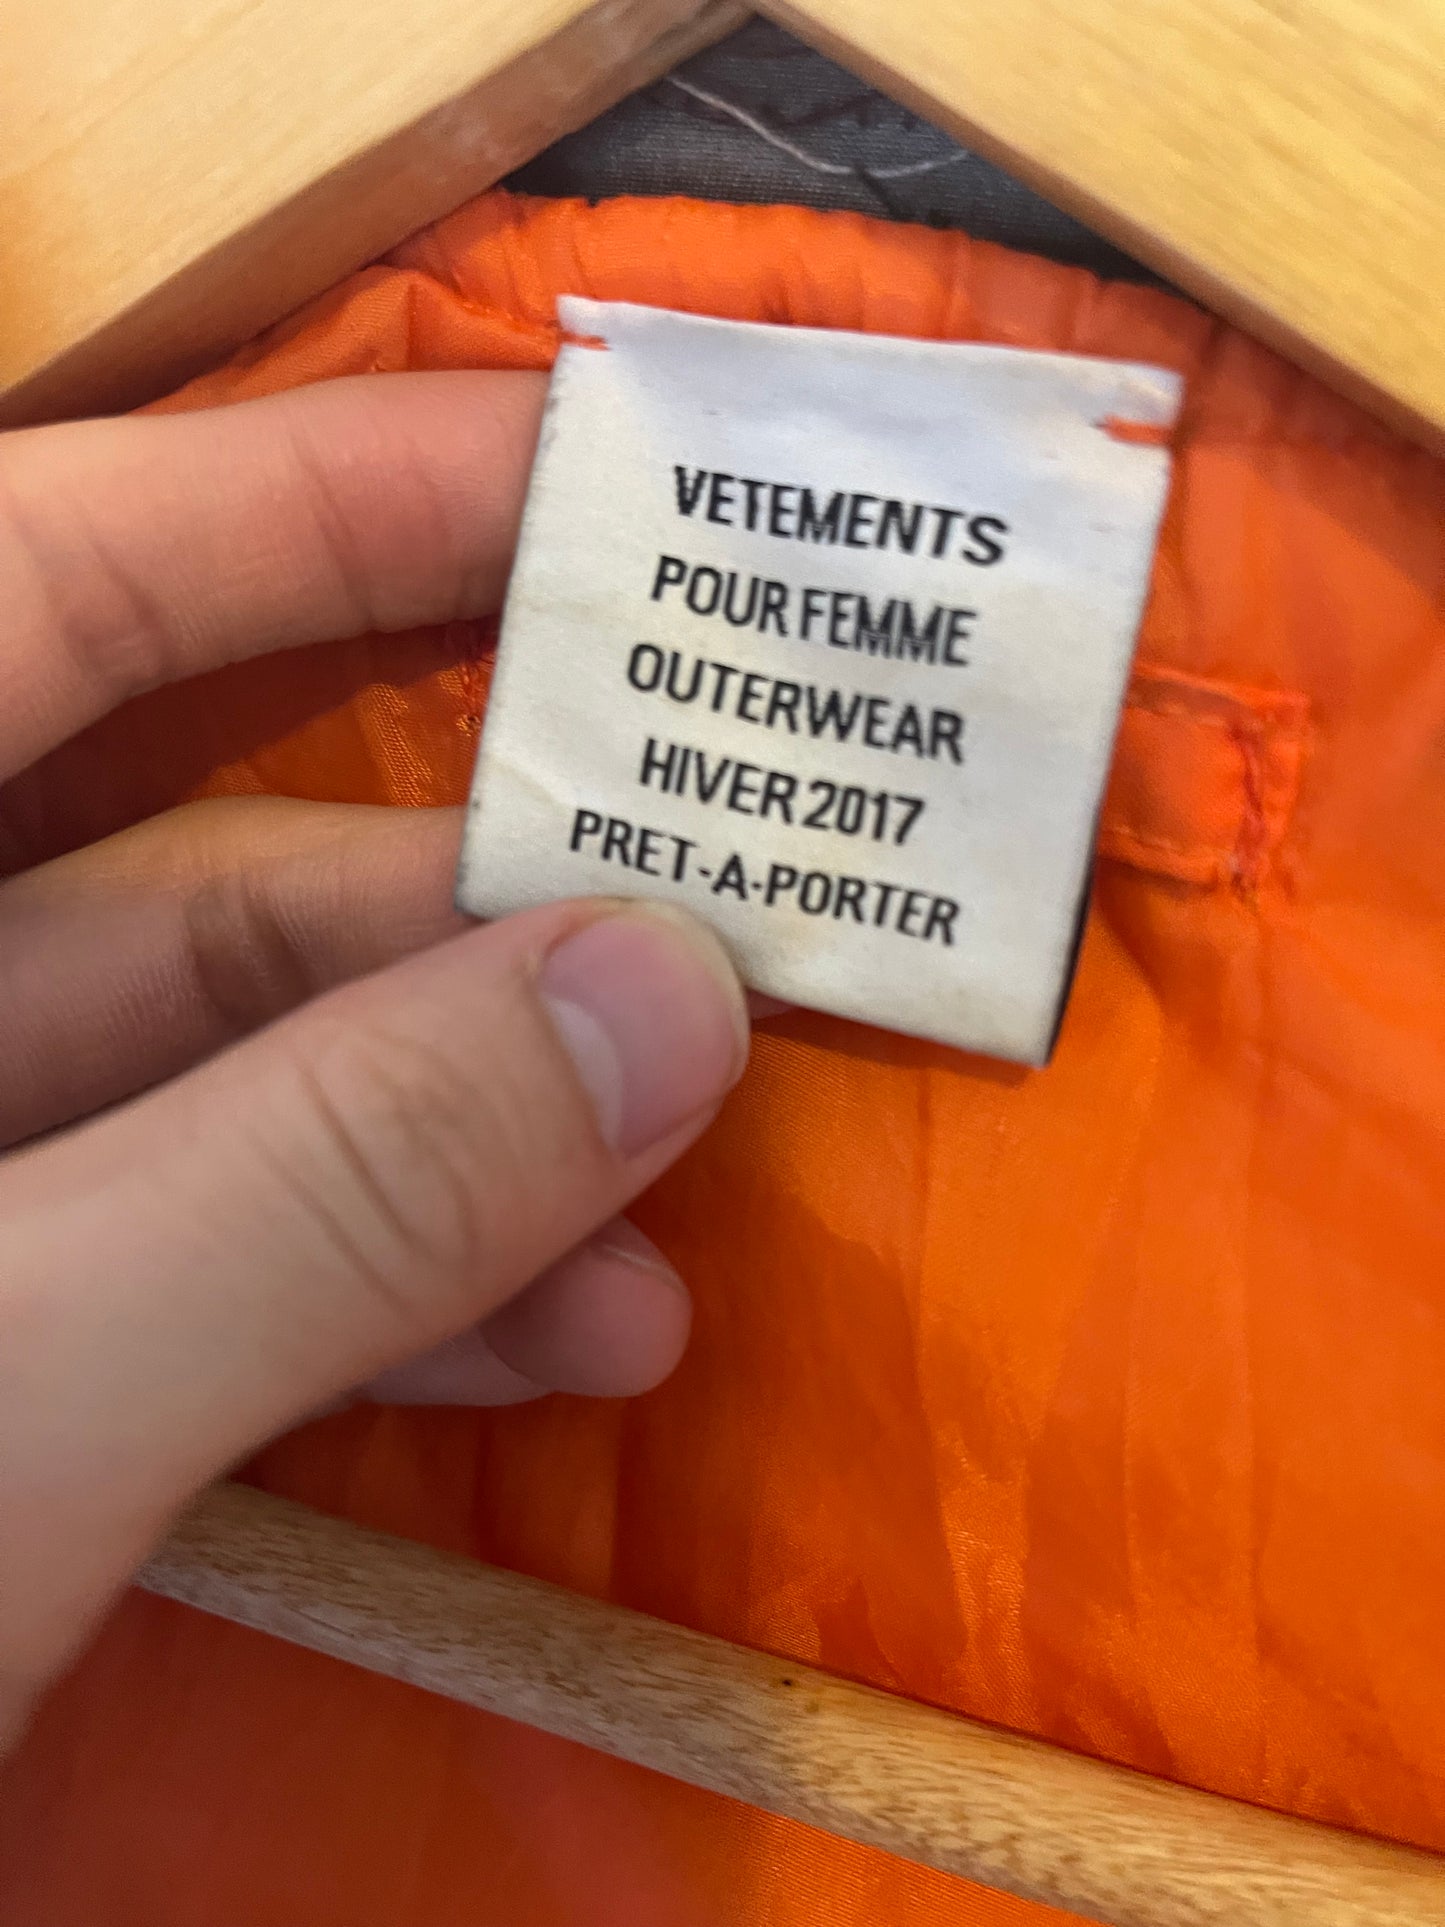 VETEMENTS
POUR FEMME
OUTERWEAR
HIVER 2017
PRET-A-PORTER